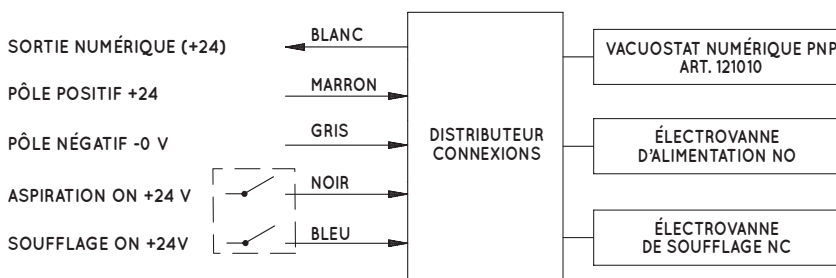 SORTIE NUMÉRIQUE (+24)
BLANC
PÔLE POSITIF +24
MARRON
PÔLE NÉGATIF -0 V
GRIS
ASPIRATION ON +24 V
NOIR
SOUFFLAGE ON +24V
BLEU
DISTRIBUTEUR
CONNEXIONS
VACUOSTAT NUMÉRIQUE PNP
ART. 121010
ÉLECTROVANNE
D'ALIMENTATION NO
ÉLECTROVANNE
DE SOUFFLAGE NC